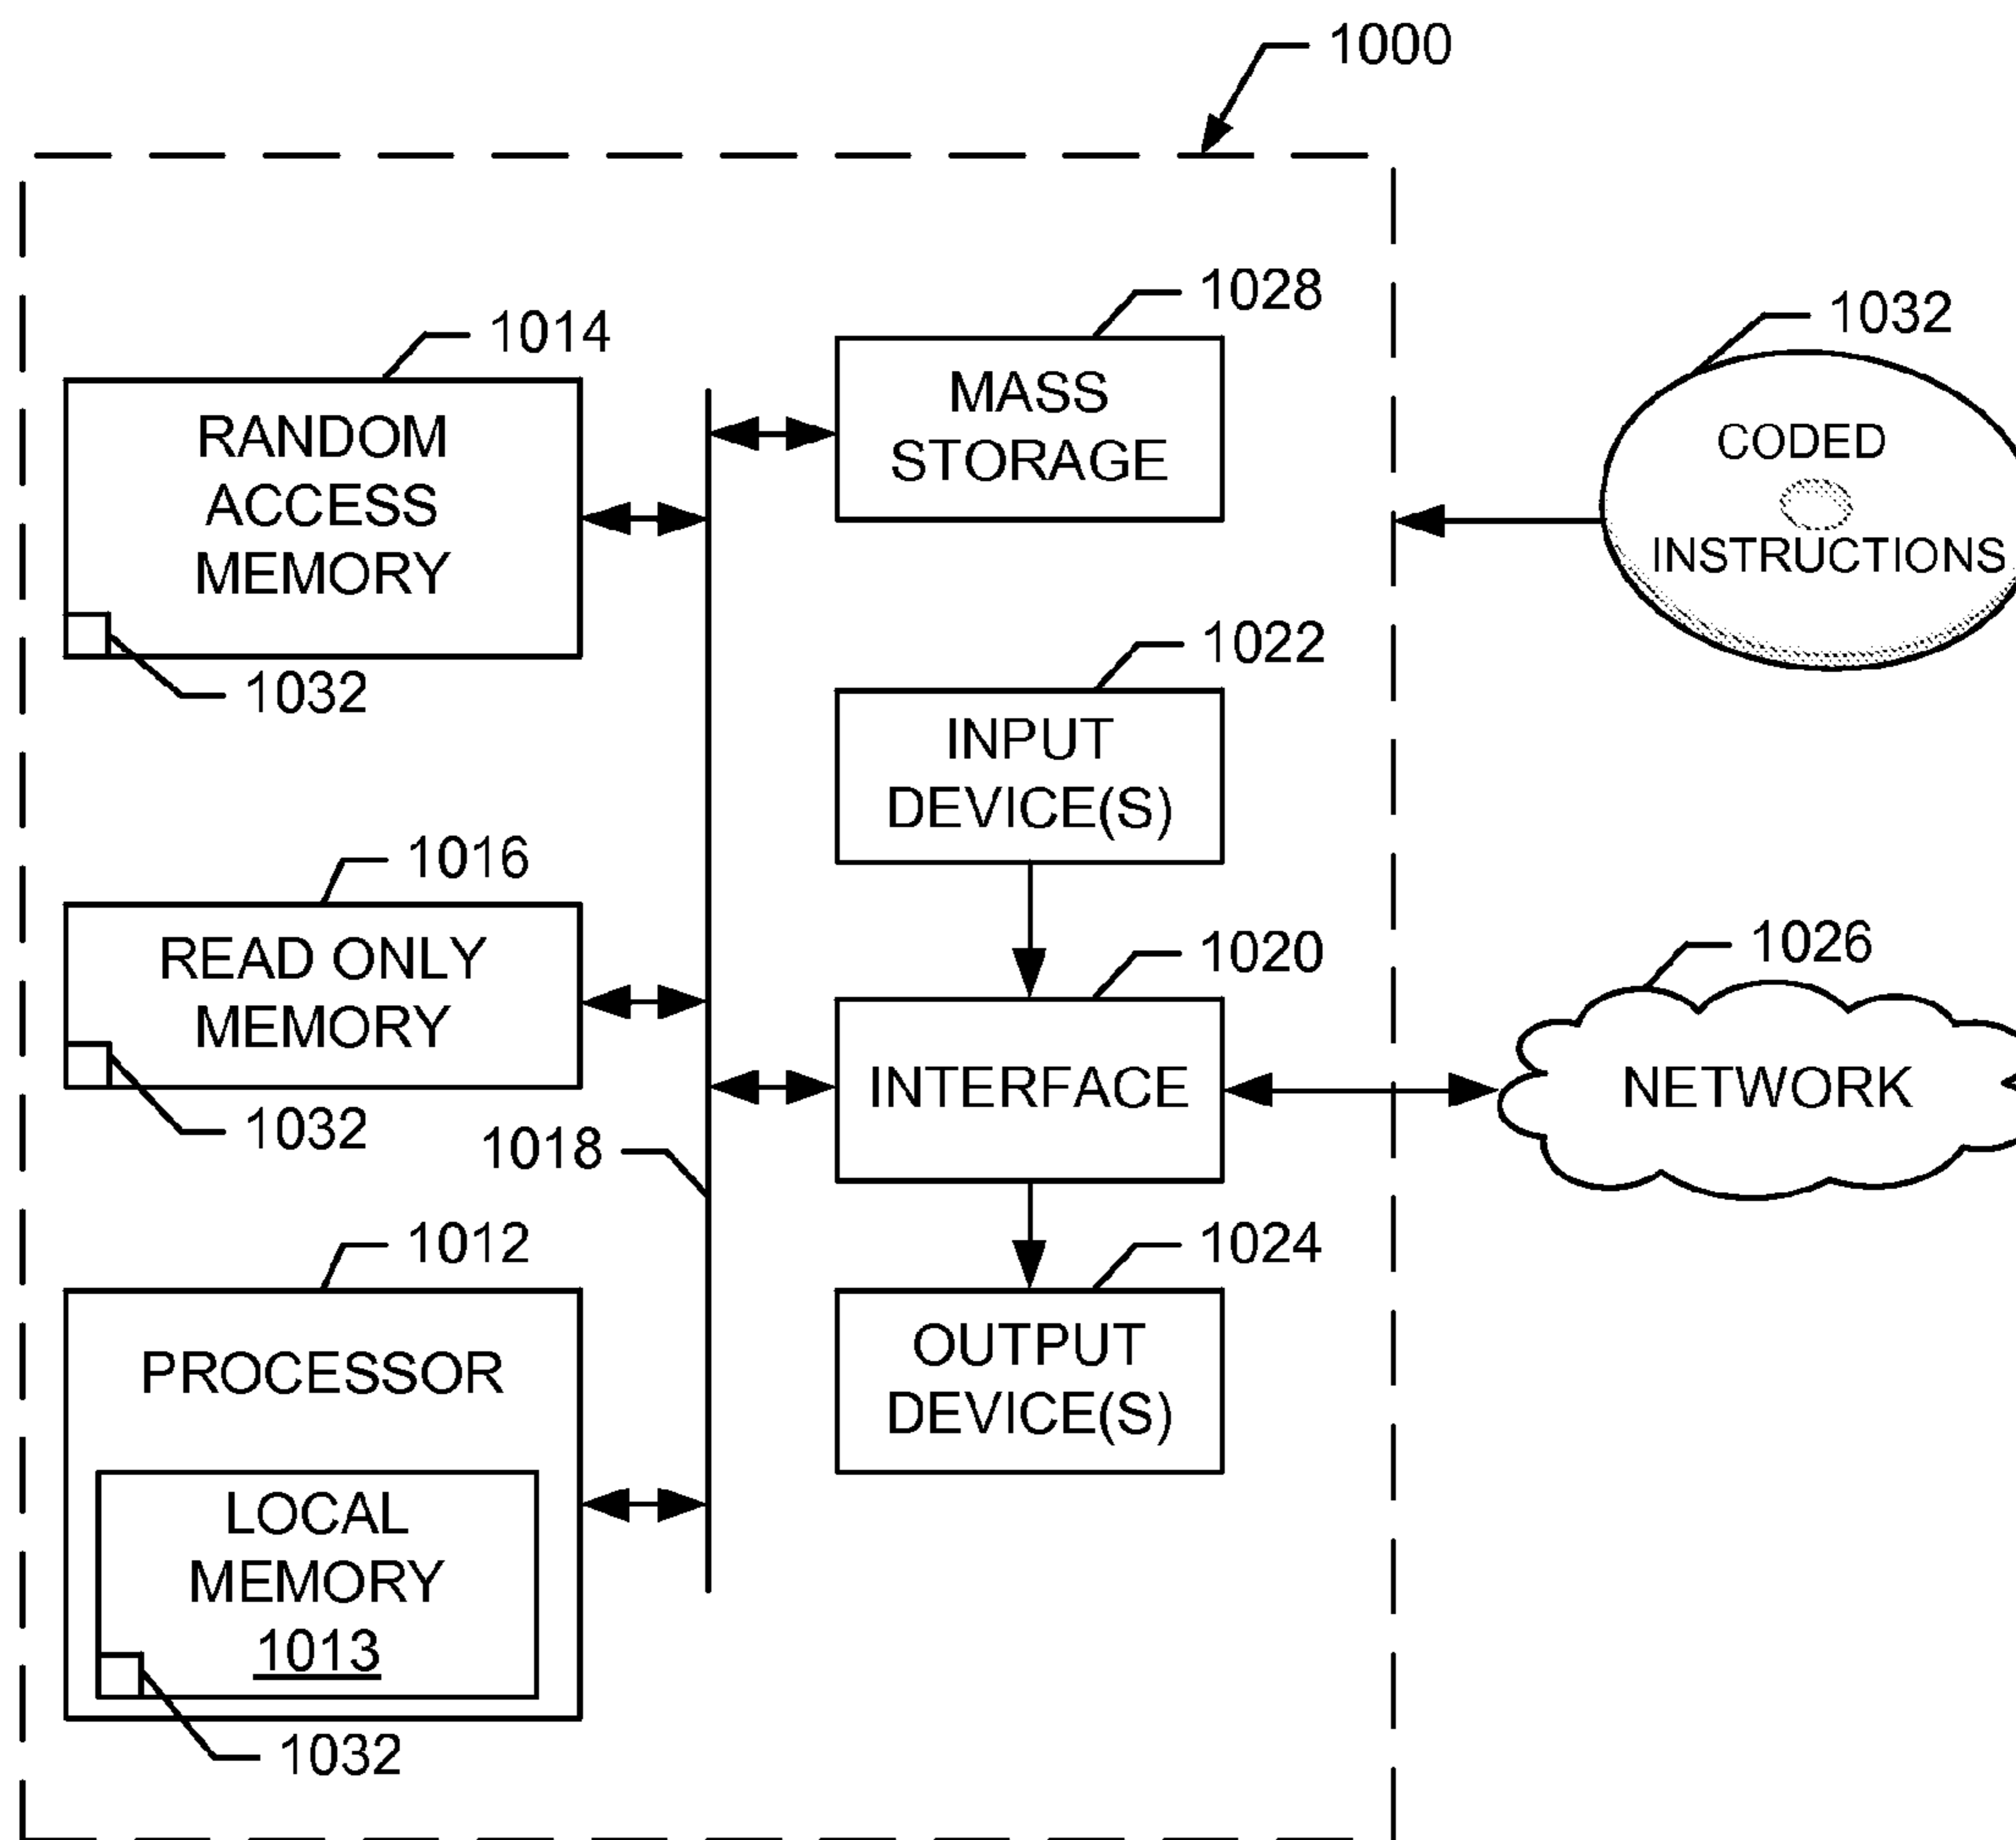 1000
1028
1014
1032
MASS
STORAGE
RANDOM
ACCESS
MEMORY
CODED
INSTRUCTIONS
1032
1022
INPUT
DEVICE(S)
1016
READ ONLY
MEMORY
1020
1026
INTERFACE
NETWORK
1032
1018
1012
1024
PROCESSOR
OUTPUT
DEVICE(S)
LOCAL
MEMORY
1013
1032